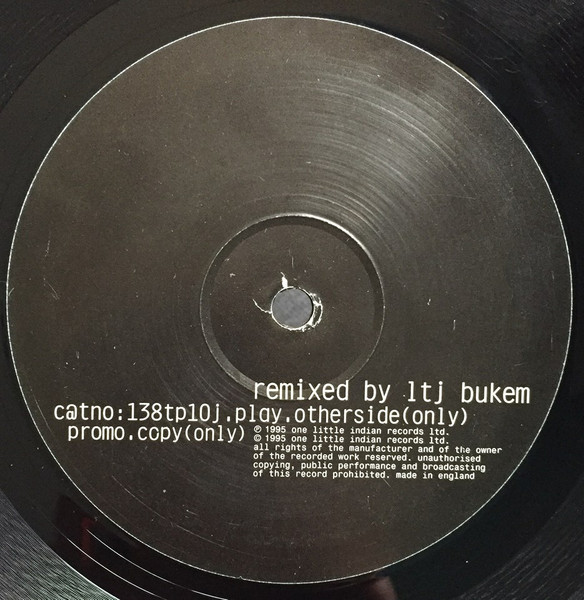 remixed by ltj bukem
catno:138tp10j.play.otherside(only)
promo.copy(only)
℗ 1995 one little indian records ltd.
© 1995 one little indian records ltd.
all rights of the manufacturer and of the owner
of the recorded work reserved. unauthorised
copying, public performance and broadcasting
of this record prohibited. made in england